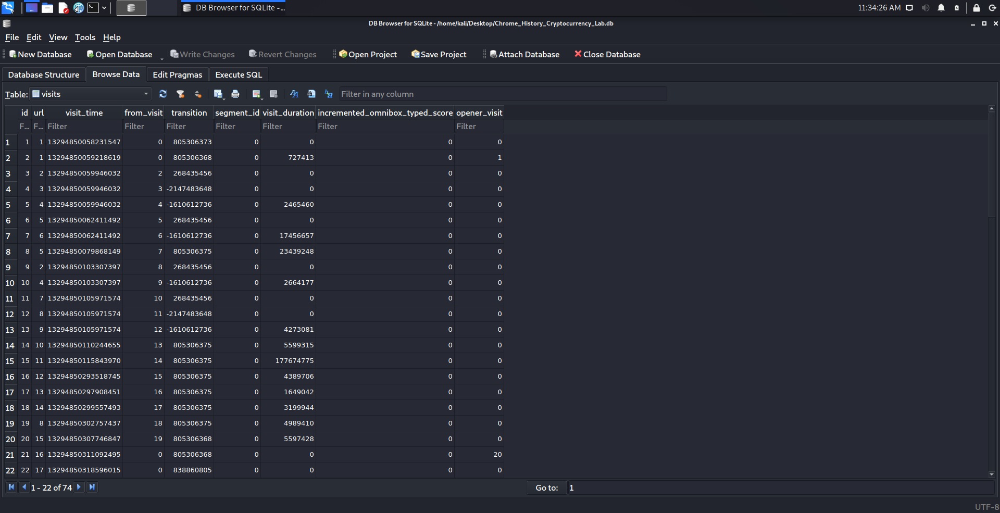 DB Browser for SQLite -...
11:34:26 AM
DB Browser for SQLite - /home/kali/Desktop/Chrome_History_Cryptocurrency_Lab.db
File Edit View Tools Help
New Database Open Database Write Changes Revert Changes Open Project Save Project Attach Database Close Database
Database Structure Browse Data Edit Pragmas Execute SQL
Table: visits Filter in any column
id url visit_time from_visit transition segment_id visit_duration incremented_omnibox_typed_score opener_visit
F... F... Filter Filter Filter Filter Filter Filter Filter
1 1 1 13294850058231547 0 805306373 0 0 0 0
2 2 1 13294850059218619 0 805306368 0 727413 0 1
3 3 2 13294850059946032 2 268435456 0 0 0 0
4 4 3 13294850059946032 3 -2147483648 0 0 0 0
5 5 4 13294850059946032 4 -1610612736 0 2465460 0 0
6 6 5 13294850062411492 5 268435456 0 0 0 0
7 7 6 13294850062411492 6 -1610612736 0 17456657 0 0
8 8 5 13294850079868149 7 805306375 0 23439248 0 0
9 9 2 13294850103307397 8 268435456 0 0 0 0
10 10 4 13294850103307397 9 -1610612736 0 2664177 0 0
11 11 7 13294850105971574 10 268435456 0 0 0 0
12 12 8 13294850105971574 11 -2147483648 0 0 0 0
13 13 9 13294850105971574 12 -1610612736 0 4273081 0 0
14 14 10 13294850110244655 13 805306375 0 5599315 0 0
15 15 11 13294850115843970 14 805306375 0 177674775 0 0
16 16 12 13294850293518745 15 805306375 0 4389706 0 0
17 17 13 13294850297908451 16 805306375 0 1649042 0 0
18 18 14 13294850299557493 17 805306375 0 3199944 0 0
19 19 8 13294850302757437 18 805306375 0 4989410 0 0
20 20 15 13294850307746847 19 805306368 0 5597428 0 0
21 21 16 13294850311092495 0 805306368 0 0 0 20
22 22 17 13294850318596015 0 838860805 0 0 0 0
1 - 22 of 74 Go to: 1
UTF-8